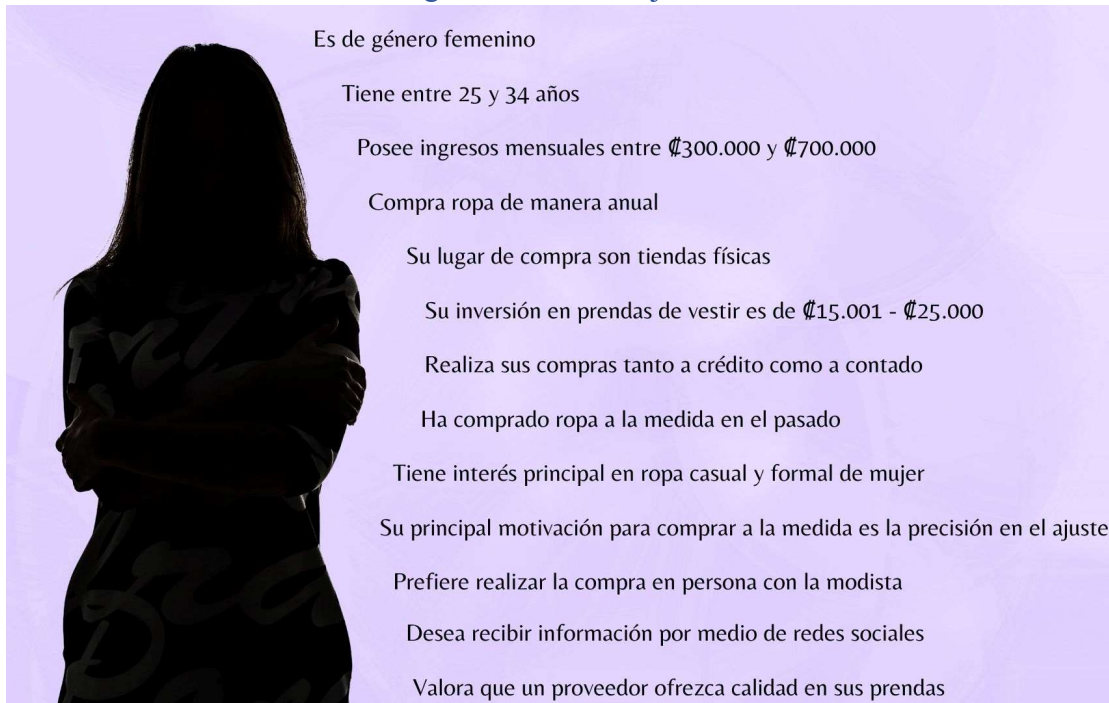 Es de género femenino
Tiene entre 25 y 34 años
Posee ingresos mensuales entre ₡300.000 y ₡700.000
Compra ropa de manera anual
Su lugar de compra son tiendas físicas
Su inversión en prendas de vestir es de ₡15.001 - ₡25.000
Realiza sus compras tanto a crédito como a contado
Ha comprado ropa a la medida en el pasado
Tiene interés principal en ropa casual y formal de mujer
Su principal motivación para comprar a la medida es la precisión en el ajuste
Prefiere realizar la compra en persona con la modista
Desea recibir información por medio de redes sociales
Valora que un proveedor ofrezca calidad en sus prendas